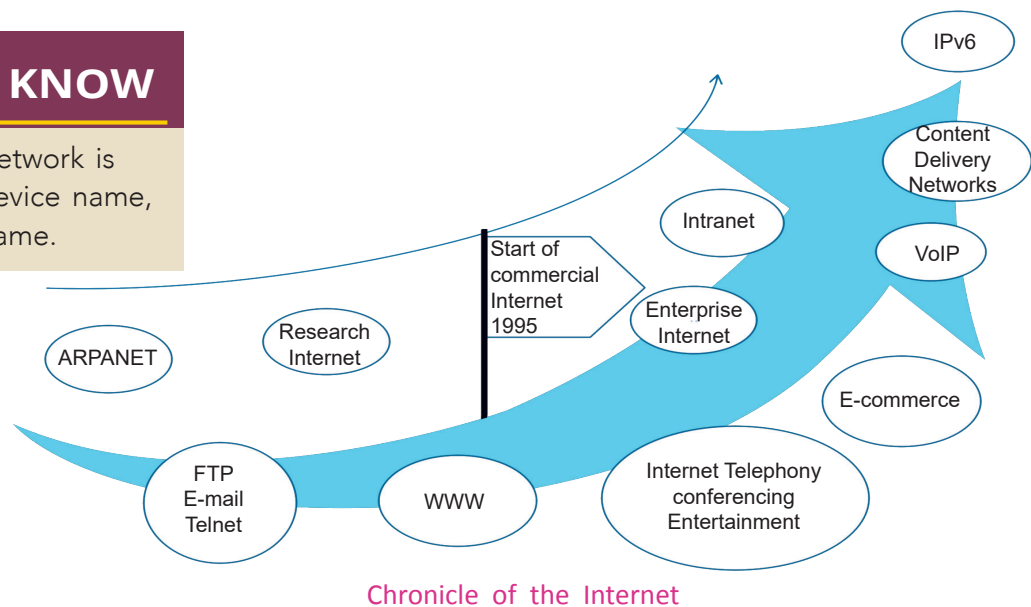 KNOW
etwork is
evice name,
ame.
IPv6
Content
Delivery
Networks
Intranet
VoIP
Start of
commercial
Internet
1995
Enterprise
Internet
Research
Internet
ARPANET
E-commerce
FTP
E-mail
Telnet
WWW
Internet Telephony
conferencing
Entertainment
Chronicle of the Internet